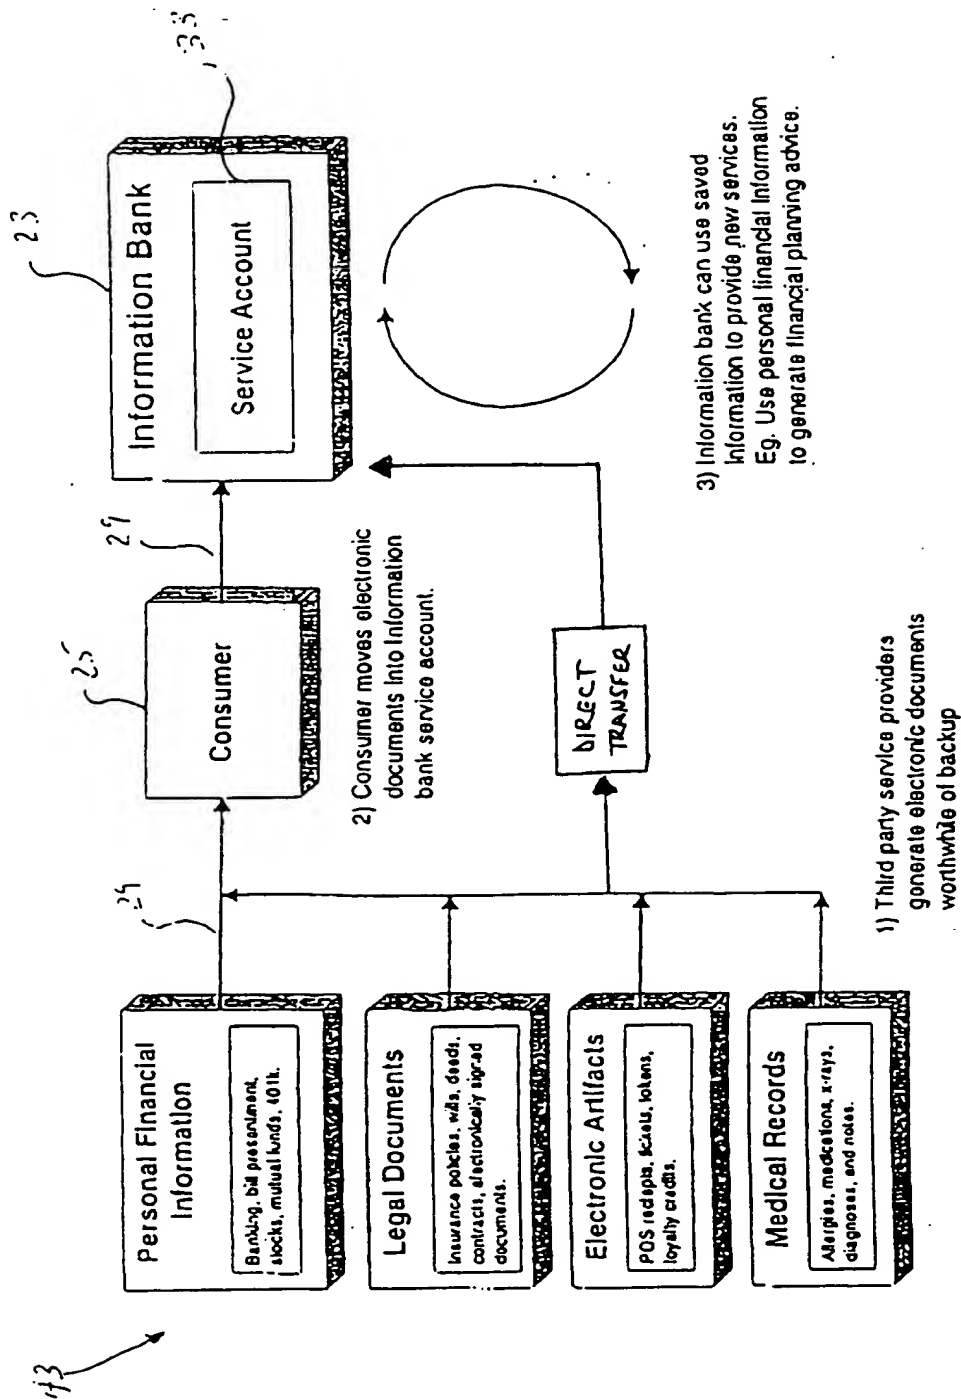 43
Personal Financial
Information
Banking, bill presentment,
stocks, mutual funds, 401k.
Legal Documents
Insurance policies, wills, deeds,
contracts, electronically signed
documents.
Electronic Artifacts
POS reciepts, tickets, tokens,
loyalty credits.
Medical Records
Allergies, medications, x-rays,
diagnoses, and notes.
1) Third party service providers
generate electronic documents
worthwhile of backup
25
Consumer
29
2) Consumer moves electronic
documents into Information
bank service account.
DIRECT
TRANSFER
23
Information Bank
Service Account
3) Information bank can use saved
Information to provide new services.
Eg. Use personal financial Information
to generate financial planning advice.